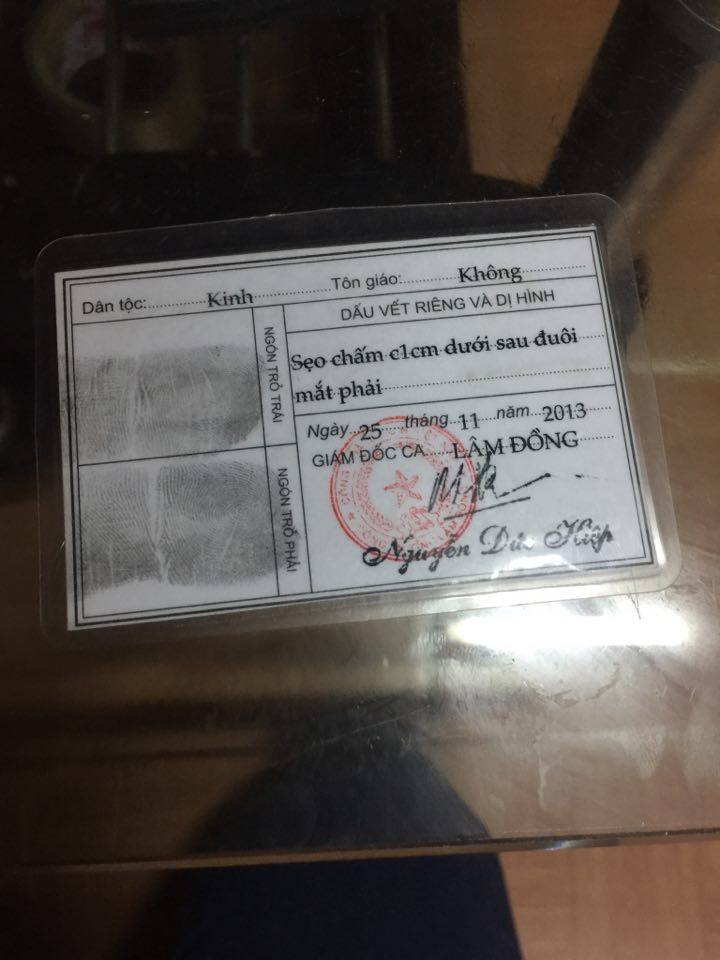 Dân tộc: Kinh Tôn giáo: Không
NGÓN TRỎ TRÁI
NGÓN TRỎ PHẢI
DẤU VẾT RIÊNG VÀ DỊ HÌNH
Sẹo chấm c1cm dưới sau đuôi
mắt phải
Ngày 25 tháng 11 năm 2013
GIÁM ĐỐC CA LÂM ĐỒNG
Nguyễn Đức Hiệp